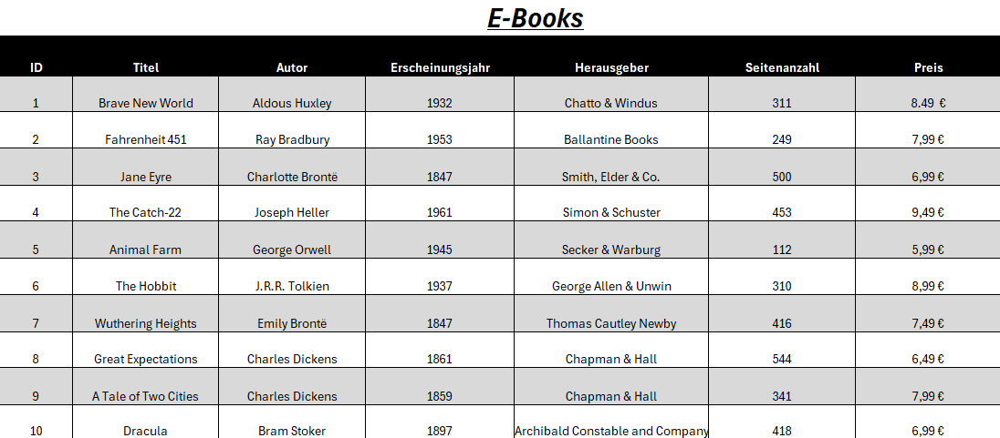 E-Books
ID Titel Autor Erscheinungsjahr Herausgeber Seitenanzahl Preis
1 Brave New World Aldous Huxley 1932 Chatto & Windus 311 8.49 €
2 Fahrenheit 451 Ray Bradbury 1953 Ballantine Books 249 7,99 €
3 Jane Eyre Charlotte Brontë 1847 Smith, Elder & Co. 500 6,99 €
4 The Catch-22 Joseph Heller 1961 Simon & Schuster 453 9,49 €
5 Animal Farm George Orwell 1945 Secker & Warburg 112 5,99 €
6 The Hobbit J.R.R. Tolkien 1937 George Allen & Unwin 310 8,99 €
7 Wuthering Heights Emily Brontë 1847 Thomas Cautley Newby 416 7,49 €
8 Great Expectations Charles Dickens 1861 Chapman & Hall 544 6,49 €
9 A Tale of Two Cities Charles Dickens 1859 Chapman & Hall 341 7,99 €
10 Dracula Bram Stoker 1897 Archibald Constable and Company 418 6,99 €